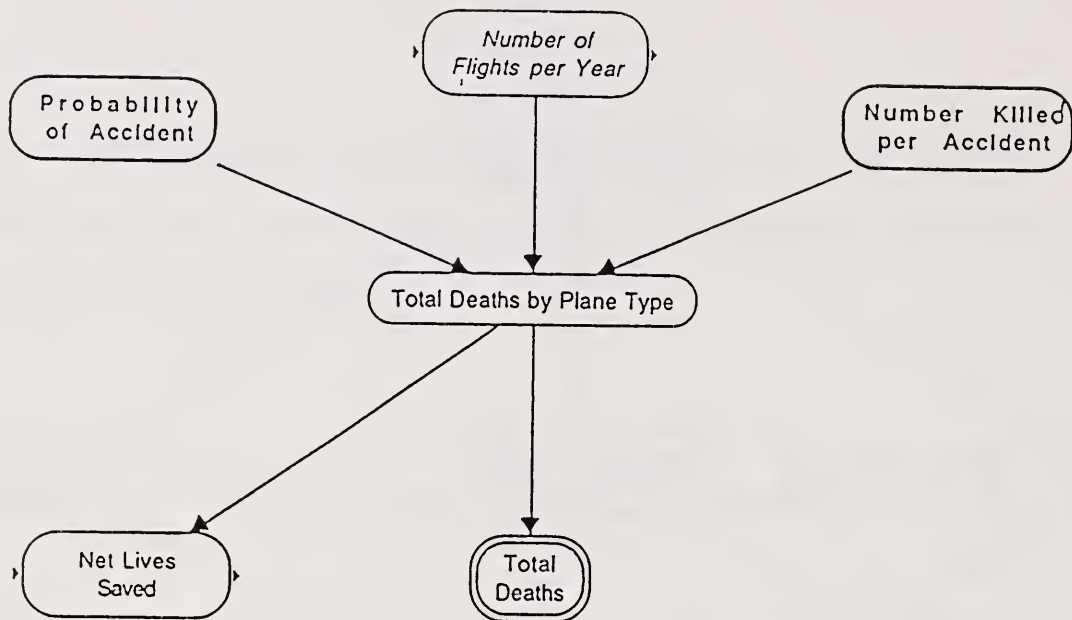 Number of
Flights per Year
Probability
of Accident
Number Killed
per Accident
Total Deaths by Plane Type
Net Lives
Saved
Total
Deaths